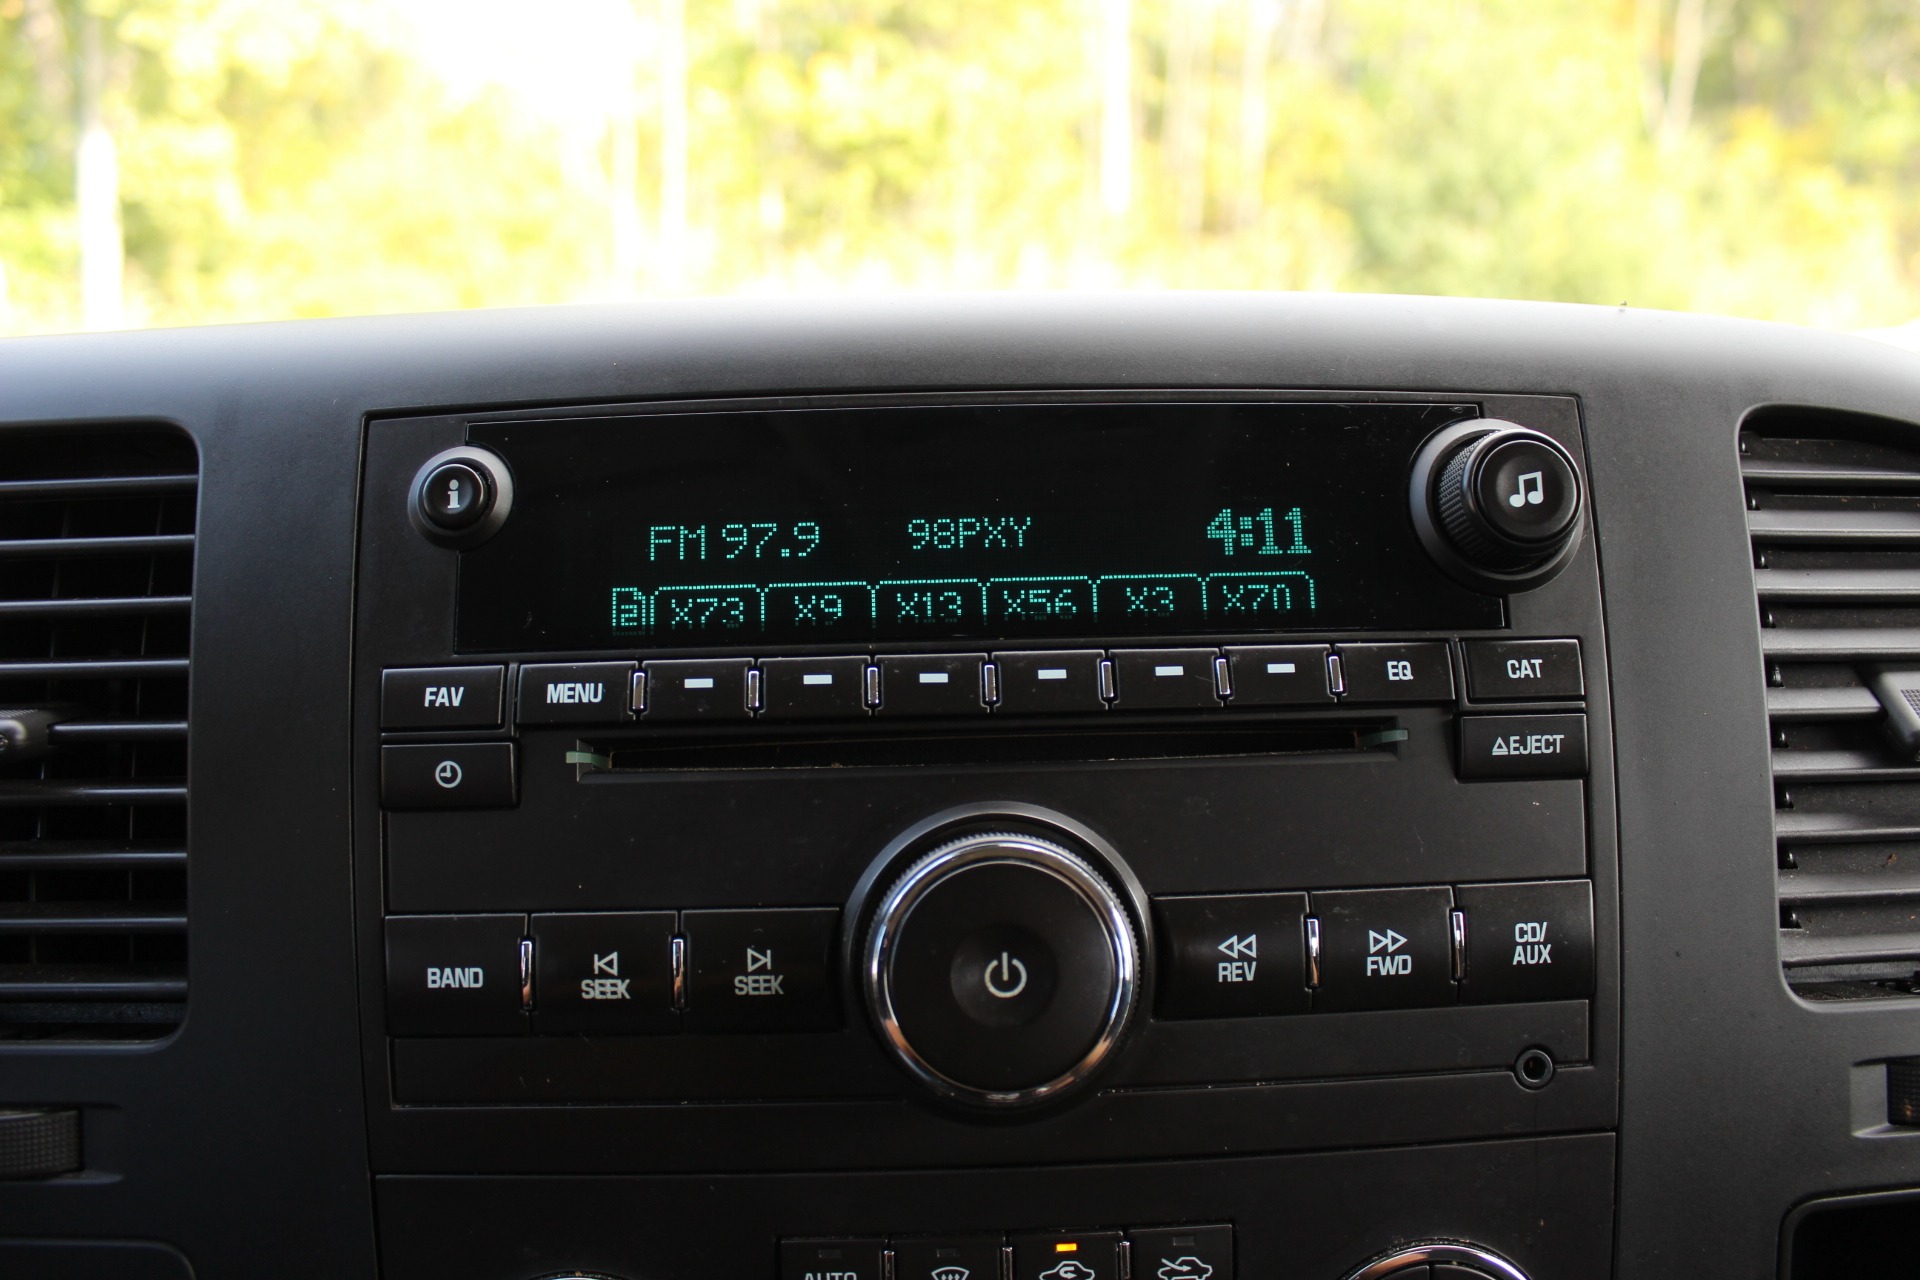 FM 97.9 98PXY 4:11
2 X73 X9 X13 X56 X3 X70
FAV MENU EQ CAT
EJECT
BAND SEEK SEEK REV FWD CD/
AUX
AUTO